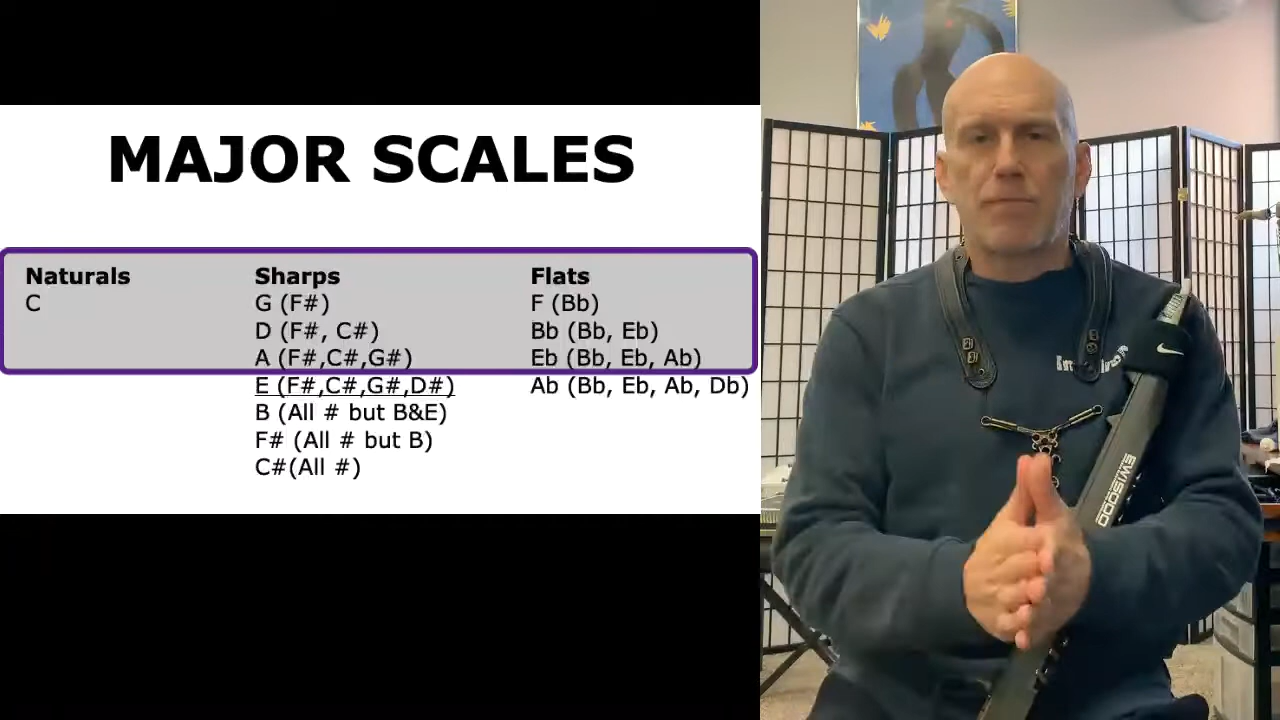 MAJOR SCALES
Naturals Sharps Flats
C G (F#) F (Bb)
D (F#, C#) Bb (Bb, Eb)
A (F#,C#,G#) Eb (Bb, Eb, Ab)
E (F#,C#,G#,D#) Ab (Bb, Eb, Ab, Db)
B (All # but B&E)
F# (All # but B)
C#(All #)
EWI5000